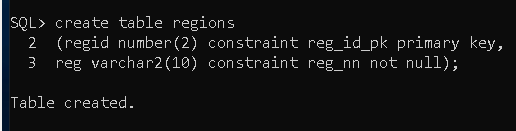 SQL> create table regions
2 (regid number(2) constraint reg_id_pk primary key,
3 reg varchar2(10) constraint reg_nn not null);
Table created.